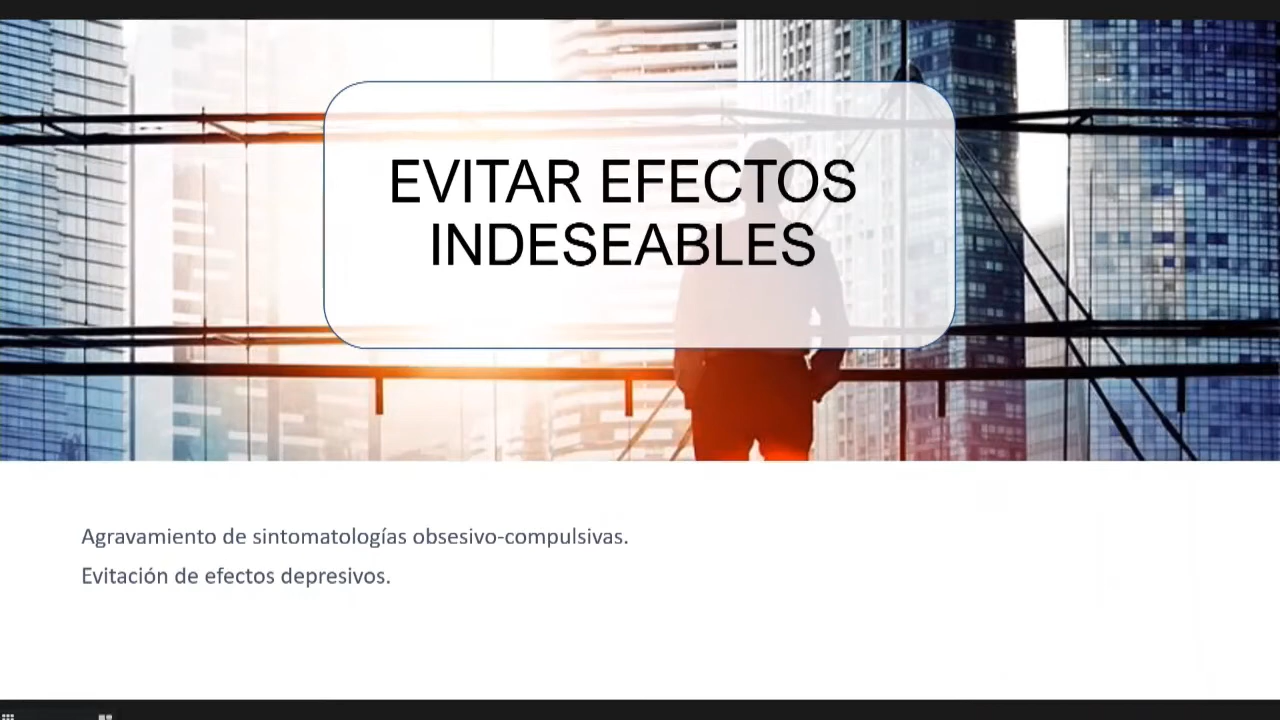 EVITAR EFECTOS
INDESEABLES
Agravamiento de sintomatologías obsesivo-compulsivas.
Evitación de efectos depresivos.